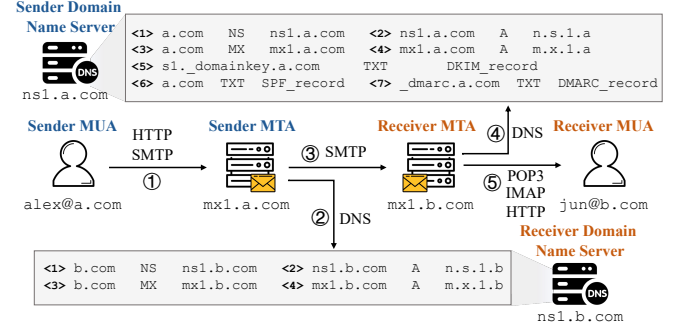 Sender Domain
Name Server
DNS
ns1.a.com
<1> a.com NS ns1.a.com <2> ns1.a.com A n.s.1.a
<3> a.com MX mx1.a.com <4> mx1.a.com A m.x.1.a
<5> s1._domainkey.a.com TXT DKIM_record
<6> a.com TXT SPF_record <7> _dmarc.a.com TXT DMARC_record
Sender MUA
HTTP
SMTP
①
alex@a.com
Sender MTA
mx1.a.com
③ SMTP
② DNS
Receiver MTA
mx1.b.com
④ DNS
⑤ POP3
IMAP
HTTP
Receiver MUA
jun@b.com
Receiver Domain
Name Server
DNS
ns1.b.com
<1> b.com NS ns1.b.com <2> ns1.b.com A n.s.1.b
<3> b.com MX mx1.b.com <4> mx1.b.com A m.x.1.b